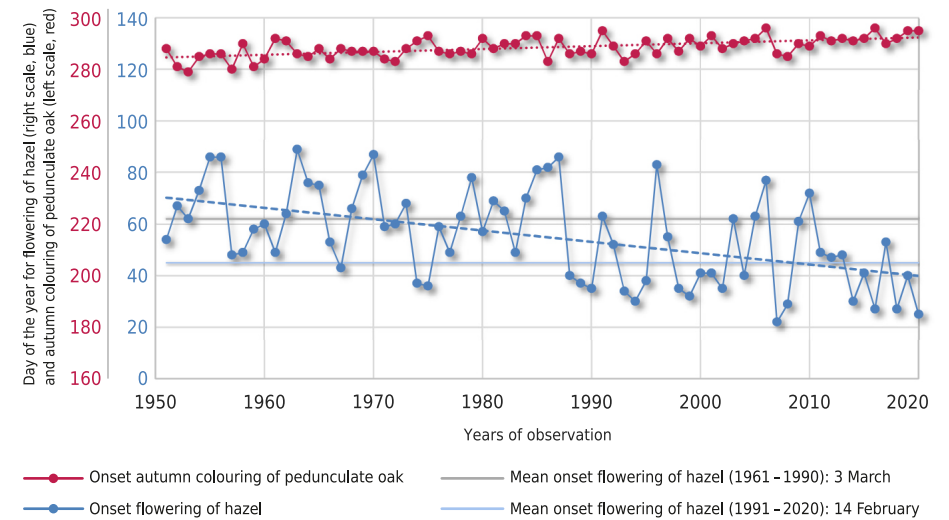 Day of the year for flowering of hazel (right scale, blue)
and autumn colouring of pedunculate oak (left scale, red)
300
280
260
240
220
200
180
160
140
120
100
80
60
40
20
0
1950 1960 1970 1980 1990 2000 2010 2020
Years of observation
Onset autumn colouring of pedunculate oak
Mean onset flowering of hazel (1961–1990): 3 March
Onset flowering of hazel
Mean onset flowering of hazel (1991–2020): 14 February